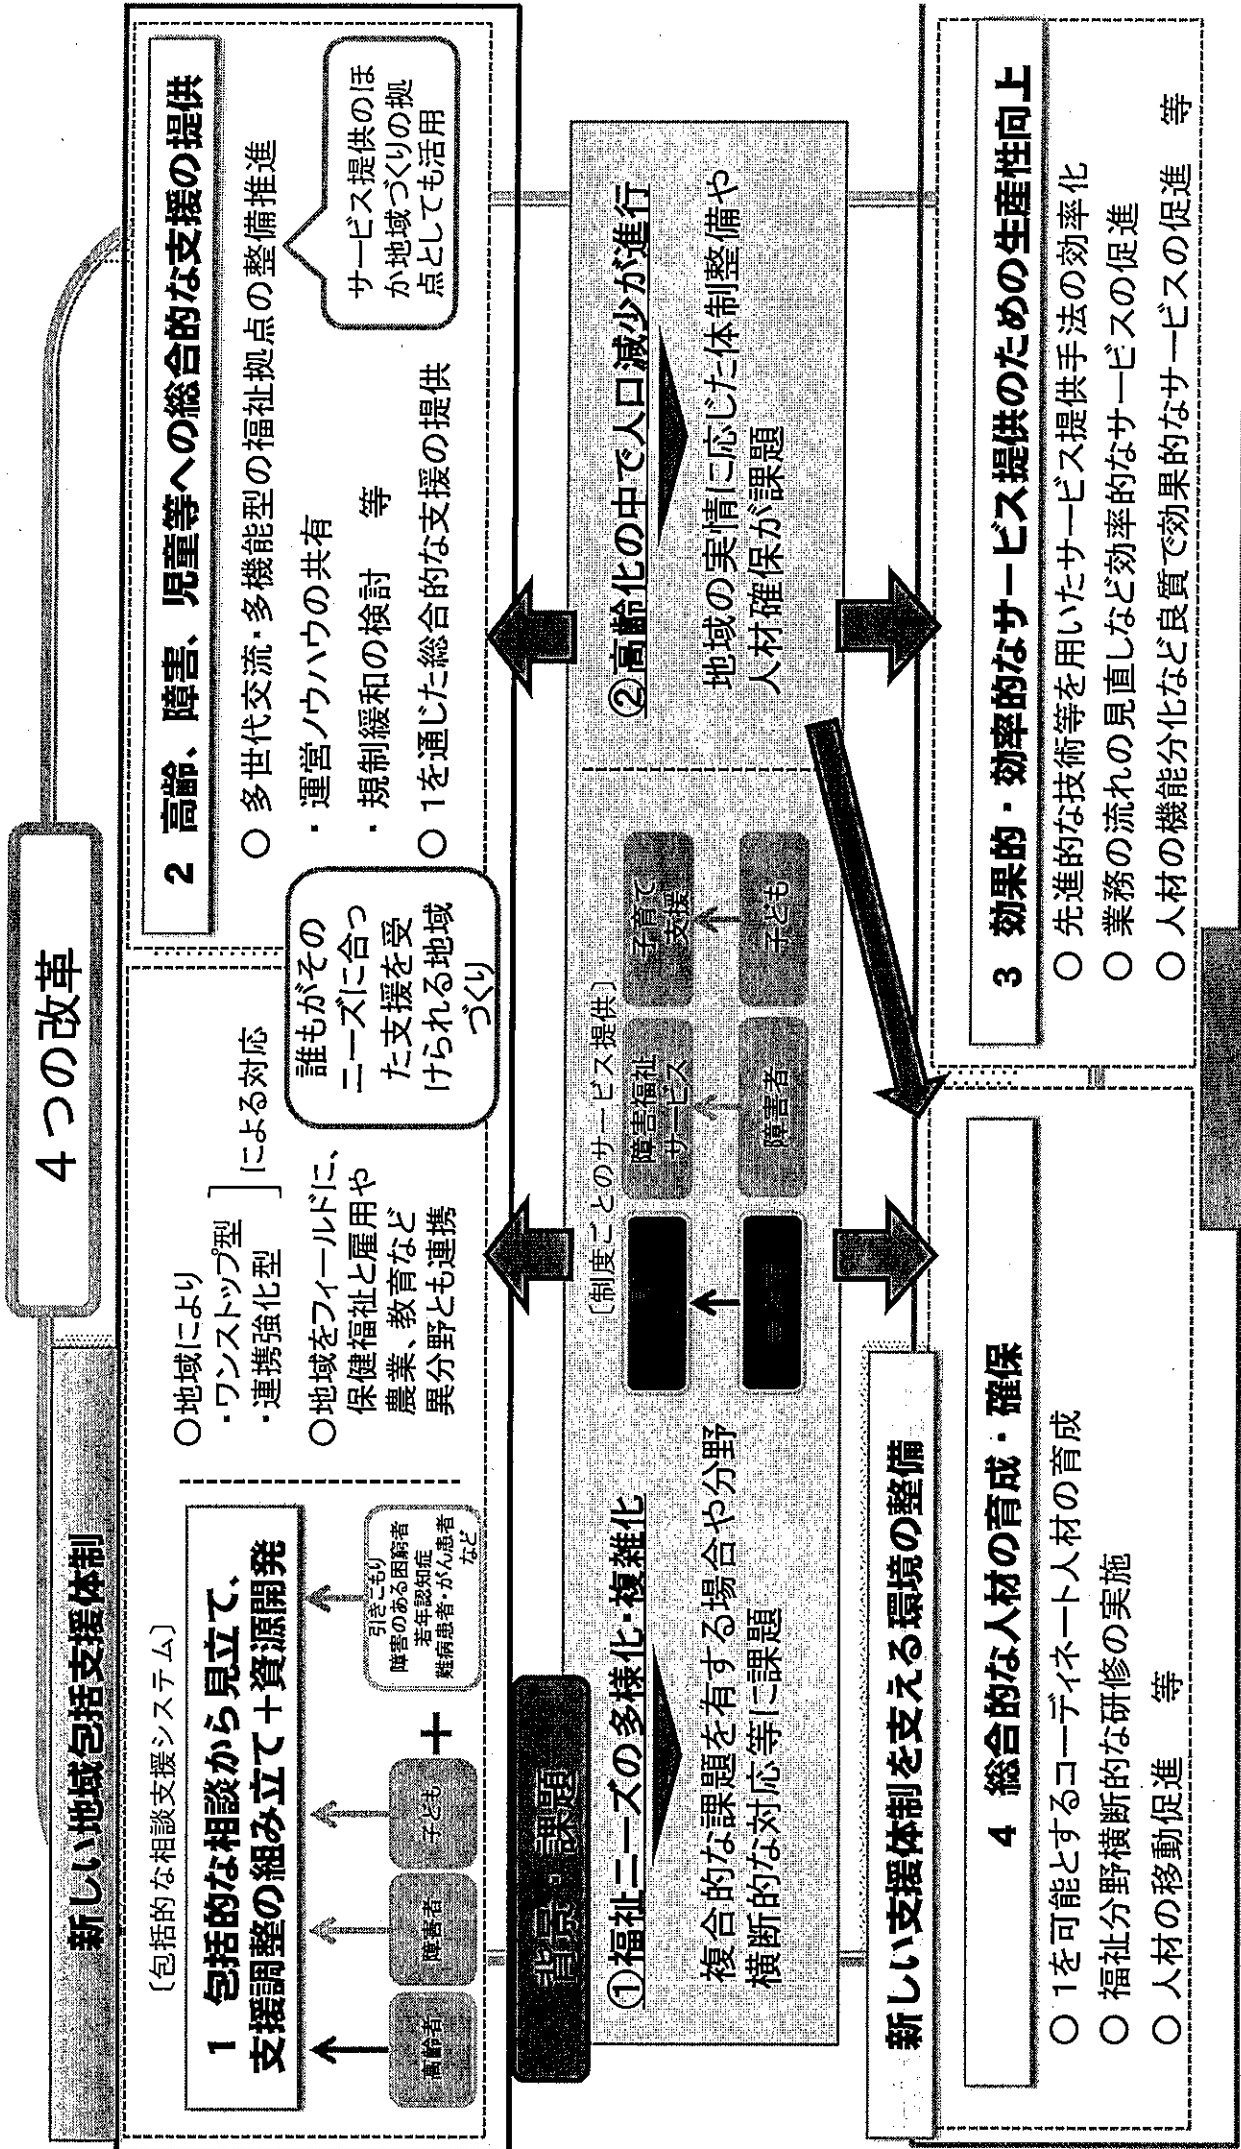 4つの改革
新しい地域包括支援体制
〔包括的な相談支援システム〕
1 包括的な相談から見立て、
支援調整の組み立て＋資源開発
高齢者
障害者
子ども
＋
引きこもり
障害のある困窮者
若年認知症
難病患者・がん患者
など
○地域により
・ワンストップ型
・連携強化型
による対応
○地域をフィールドに、
保健福祉と雇用や
農業、教育など
異分野とも連携
誰もがその
ニーズに合っ
た支援を受
けられる地域
づくり
2 高齢、障害、児童等への総合的な支援の提供
○ 多世代交流・多機能型の福祉拠点の整備推進
・ 運営ノウハウの共有
・ 規制緩和の検討 等
○ 1を通じた総合的な支援の提供
サービス提供のほ
か地域づくりの拠
点としても活用
背景・課題
①福祉ニーズの多様化・複雑化
複合的な課題を有する場合や分野
横断的な対応等に課題
〔制度ごとのサービス提供〕
障害福祉
サービス
子育て
支援
障害者
子ども
②高齢化の中で人口減少が進行
地域の実情に応じた体制整備や
人材確保が課題
新しい支援体制を支える環境の整備
4 総合的な人材の育成・確保
○ 1を可能とするコーディネート人材の育成
○ 福祉分野横断的な研修の実施
○ 人材の移動促進 等
3 効果的・効率的なサービス提供のための生産性向上
○ 先進的な技術等を用いたサービス提供手法の効率化
○ 業務の流れの見直しなど効率的なサービスの促進
○ 人材の機能分化など良質で効果的なサービスの促進 等